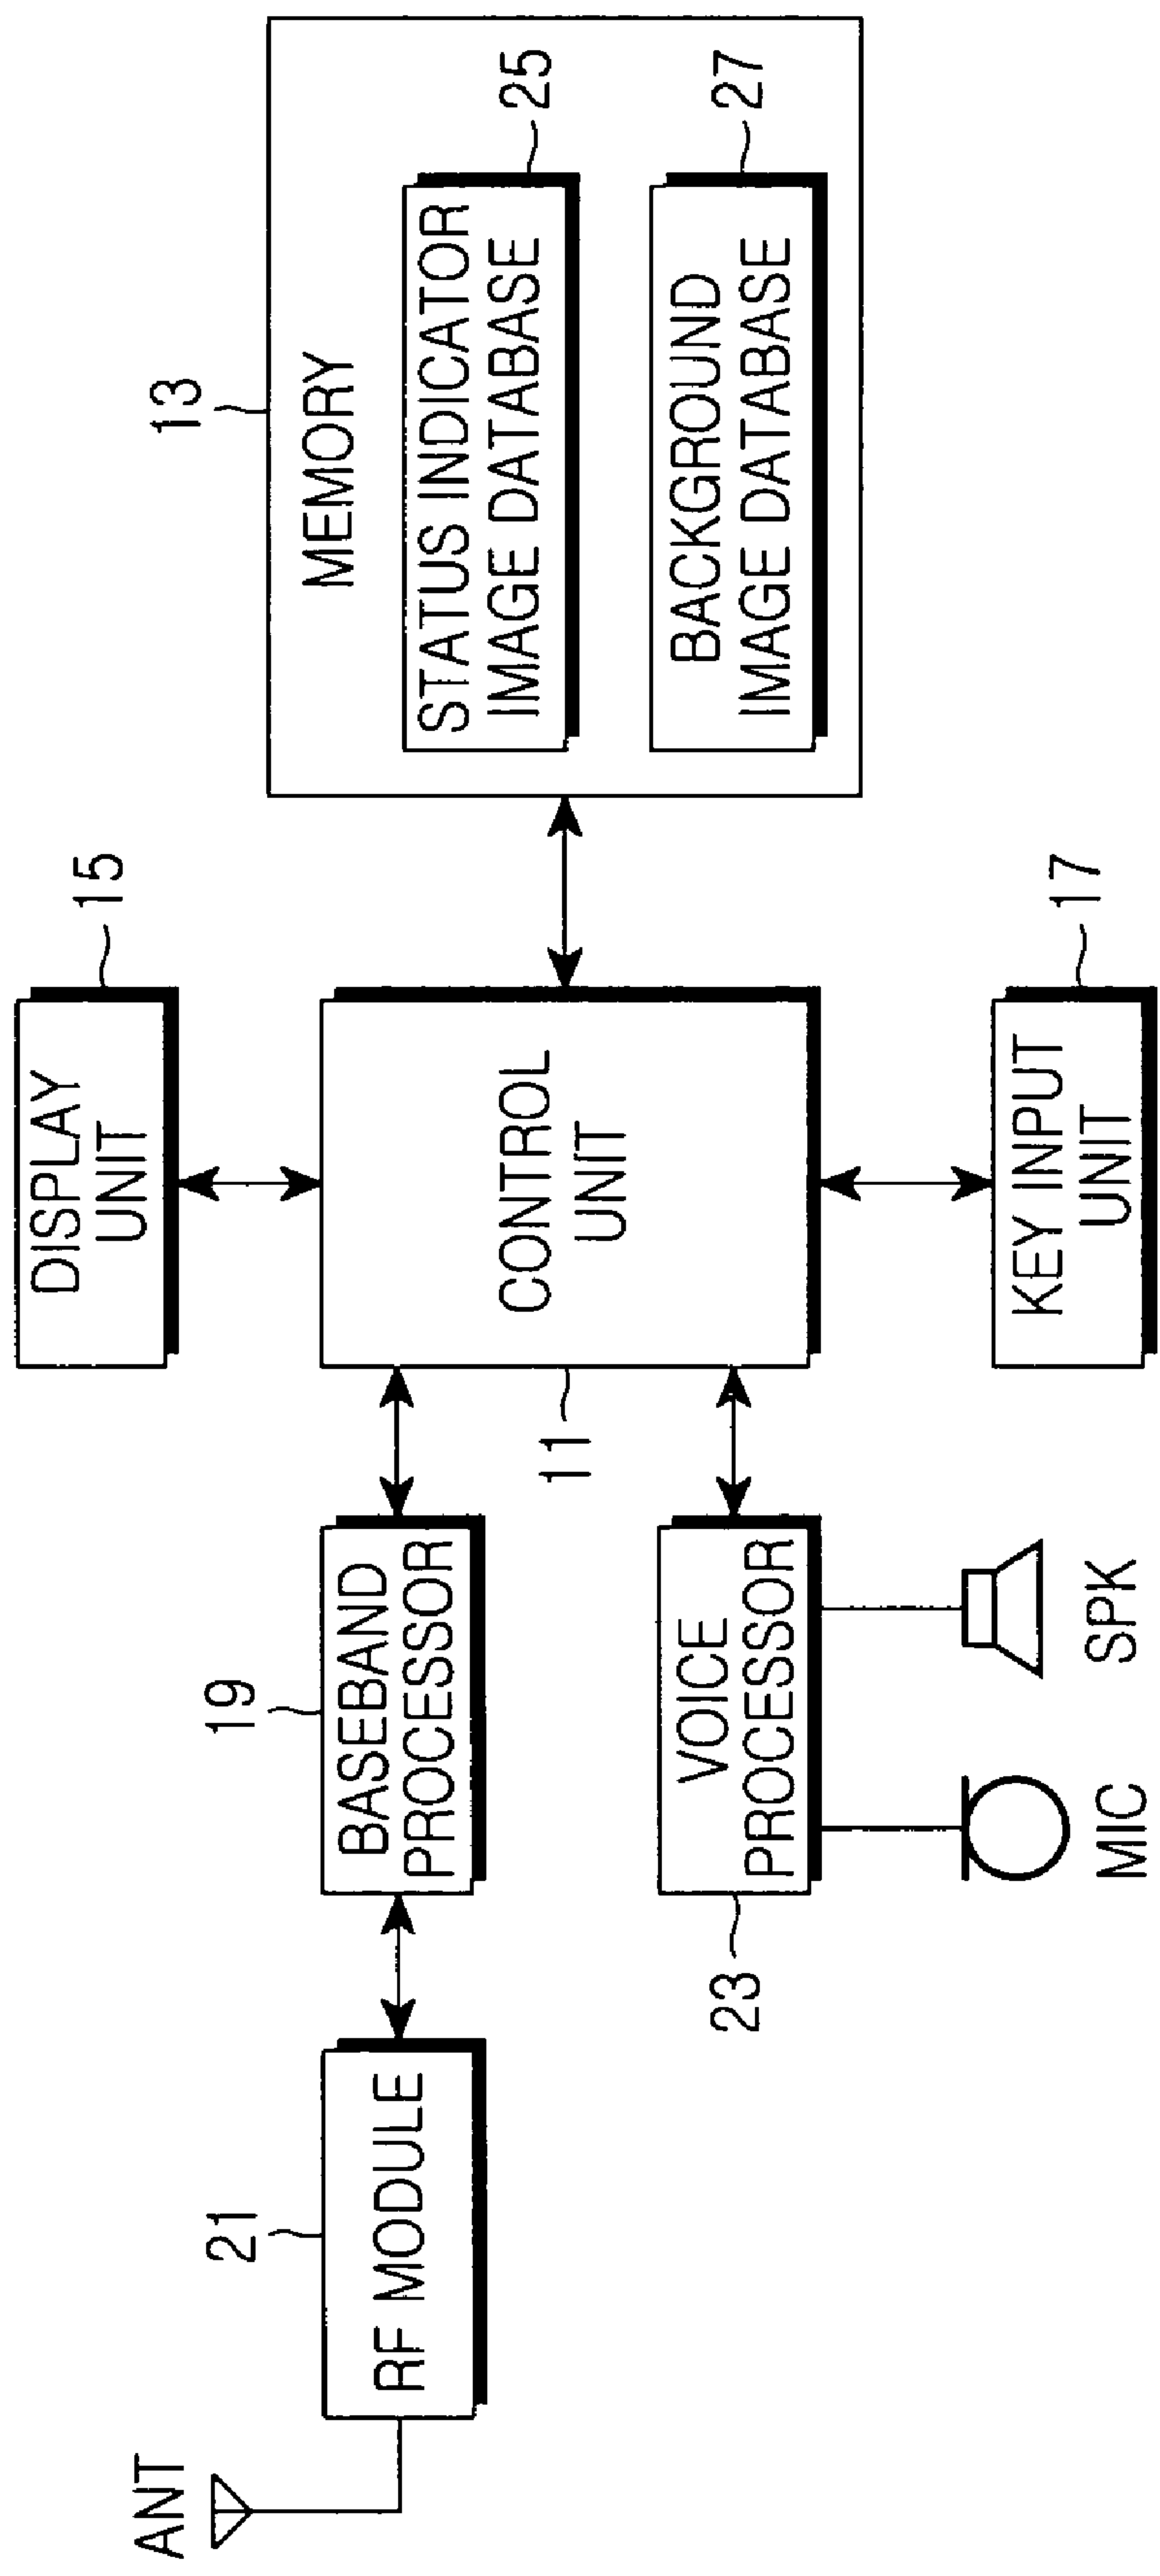 15
DISPLAY
UNIT
13
MEMORY
STATUS INDICATOR
IMAGE DATABASE
25
BACKGROUND
IMAGE DATABASE
27
ANT
21
RF MODULE
19
BASEBAND
PROCESSOR
CONTROL
UNIT
11
23
VOICE
PROCESSOR
MIC
SPK
KEY INPUT
UNIT
17